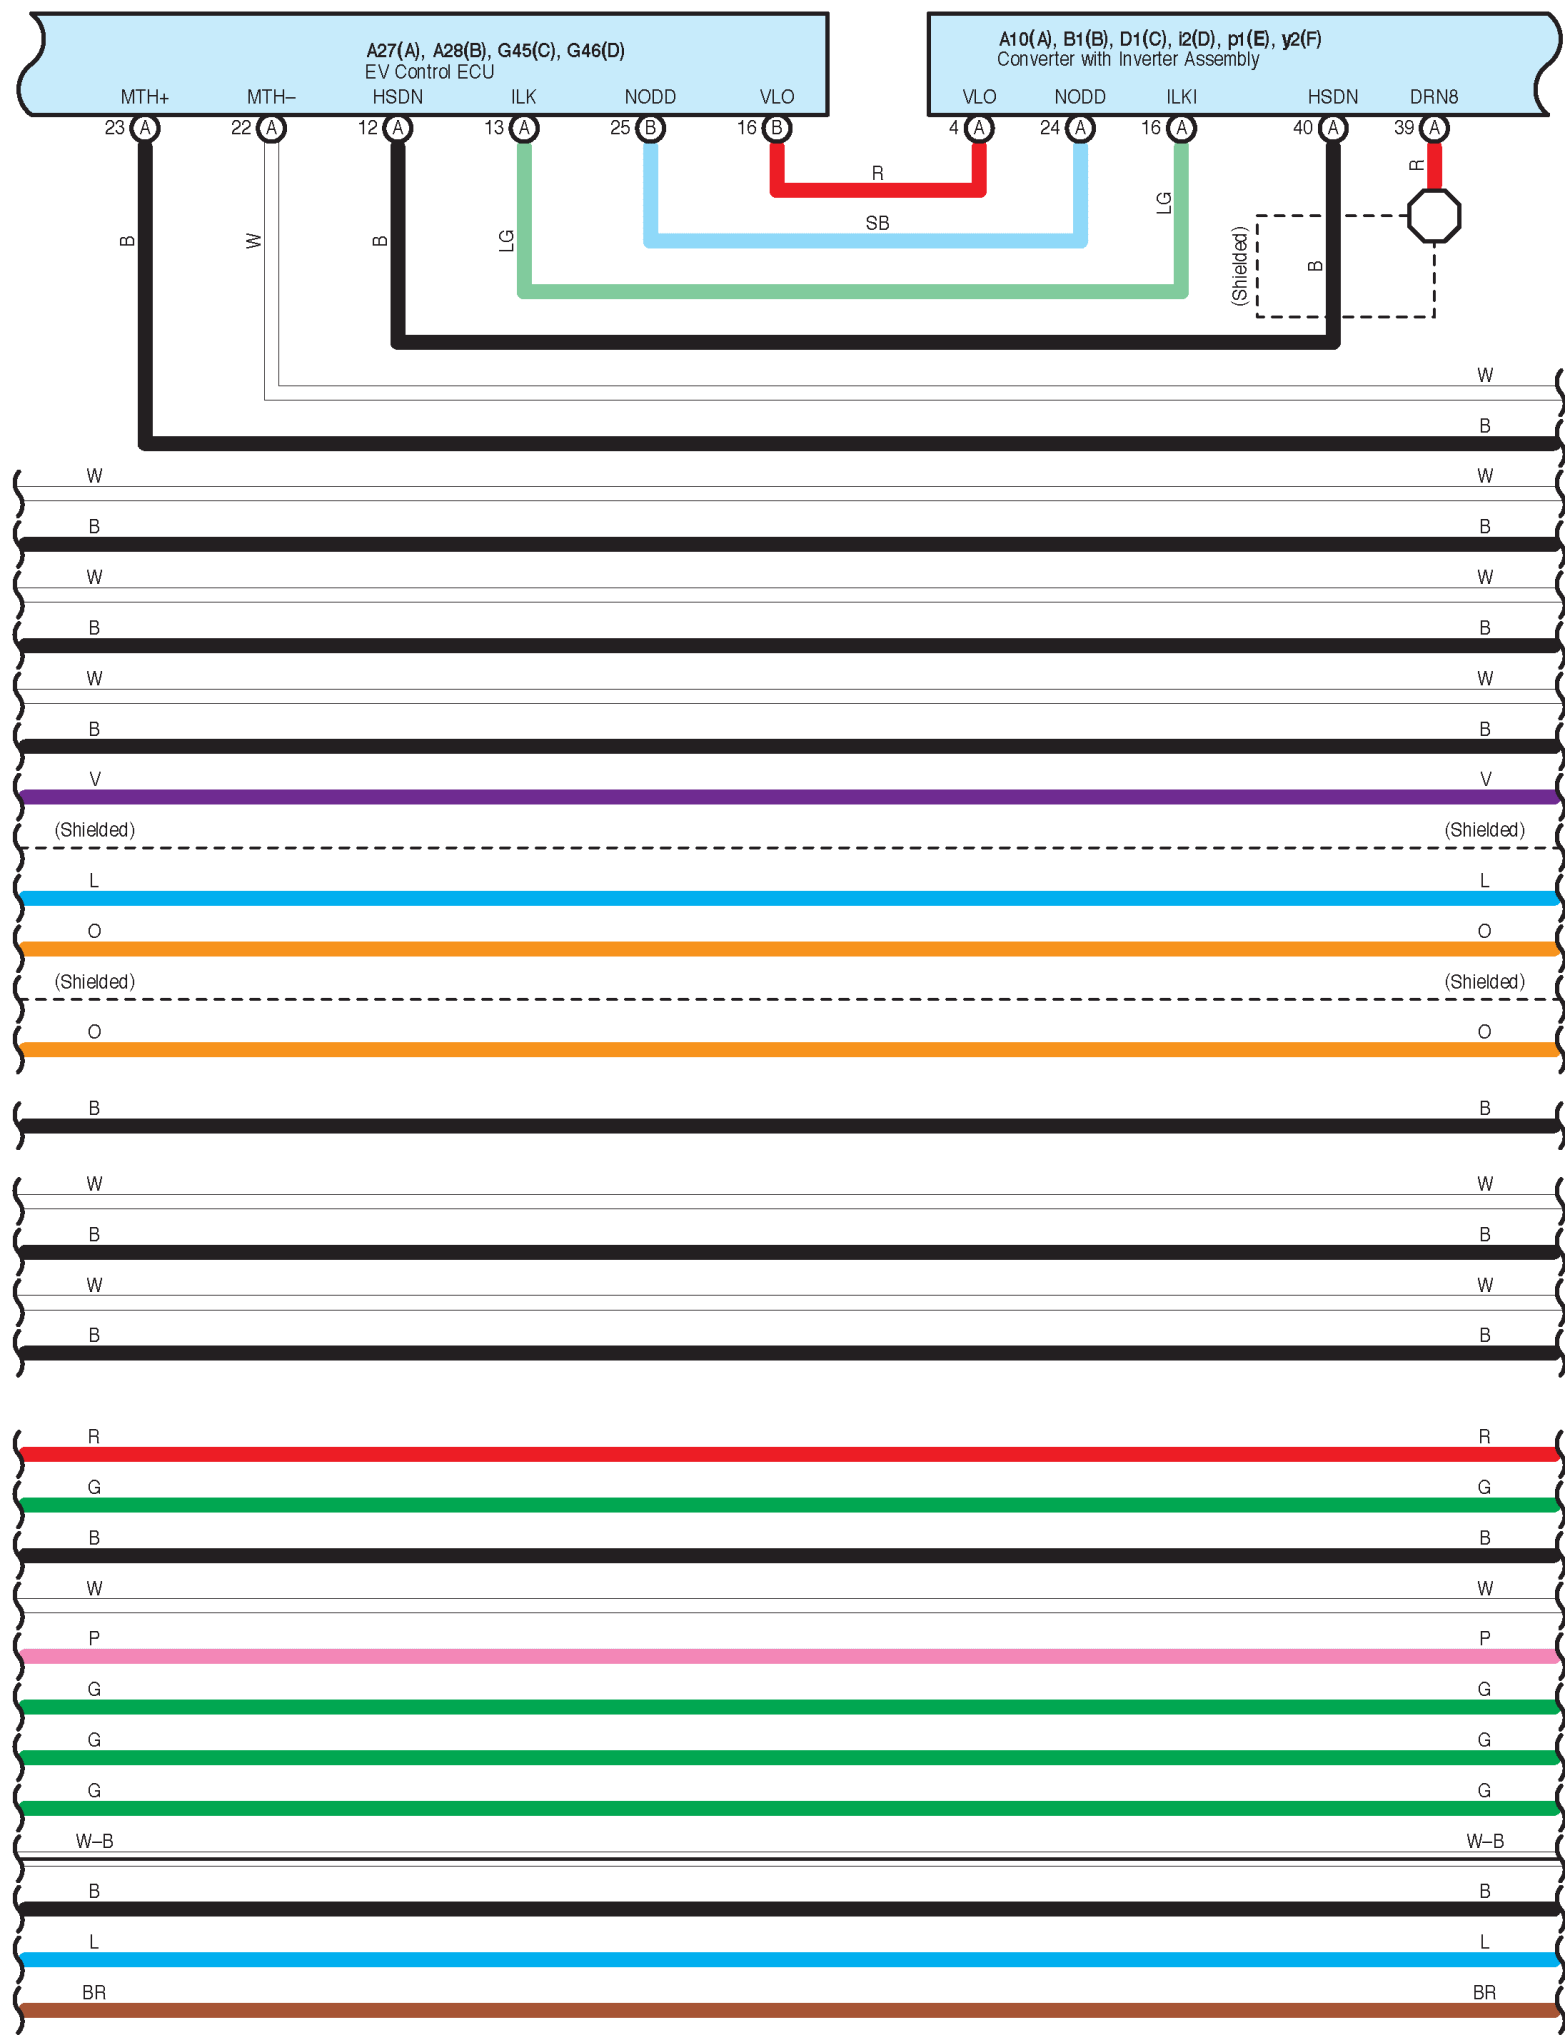 A27(A), A28(B), G45(C), G46(D)
EV Control ECU
A10(A), B1(B), D1(C), i2(D), p1(E), y2(F)
Converter with Inverter Assembly
MTH+ MTH– HSDN ILK NODD VLO VLO NODD ILKI HSDN DRN8
23 A 22 A 12 A 13 A 25 B 16 B 4 A 24 A 16 A 40 A 39 A
R
R
SB
LG
B
W
B
LG
(Shielded)
B
W
B
W W
B B
W W
B B
W W
B B
V V
(Shielded) (Shielded)
L L
O O
(Shielded) (Shielded)
O O
B B
W W
B B
W W
B B
R R
G G
B B
W W
P P
G G
G G
G G
W–B W–B
B B
L L
BR BR